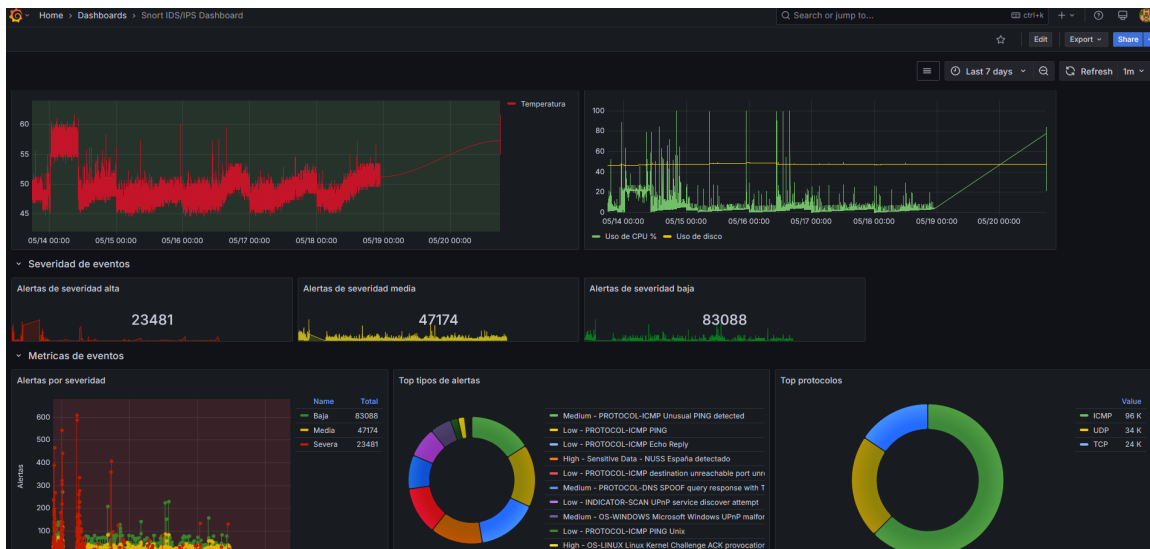 Home › Dashboards › Snort IDS/IPS Dashboard
Search or jump to...
ctrl+k
Edit
Export
Share
Last 7 days
Refresh
1m
60
55
50
45
05/14 00:00 05/15 00:00 05/16 00:00 05/17 00:00 05/18 00:00 05/19 00:00 05/20 00:00
Temperatura
100
80
60
40
20
0
05/14 00:00 05/15 00:00 05/16 00:00 05/17 00:00 05/18 00:00 05/19 00:00 05/20 00:00
Uso de CPU % Uso de disco
Severidad de eventos
Alertas de severidad alta
23481
Alertas de severidad media
47174
Alertas de severidad baja
83088
Metricas de eventos
Alertas por severidad
Alertas
600
500
400
300
200
100
Name Total
Baja 83088
Media 47174
Severa 23481
Top tipos de alertas
Medium - PROTOCOL-ICMP Unusual PING detected
Low - PROTOCOL-ICMP PING
Low - PROTOCOL-ICMP Echo Reply
High - Sensitive Data - NUSS España detectado
Low - PROTOCOL-ICMP destination unreachable port unr
Medium - PROTOCOL-DNS SPOOF query response with T
Low - INDICATOR-SCAN UPnP service discover attempt
Medium - OS-WINDOWS Microsoft Windows UPnP malfor
Low - PROTOCOL-ICMP PING Unix
High - OS-LINUX Linux Kernel Challenge ACK provocation
Top protocolos
Value
ICMP 96 K
UDP 34 K
TCP 24 K